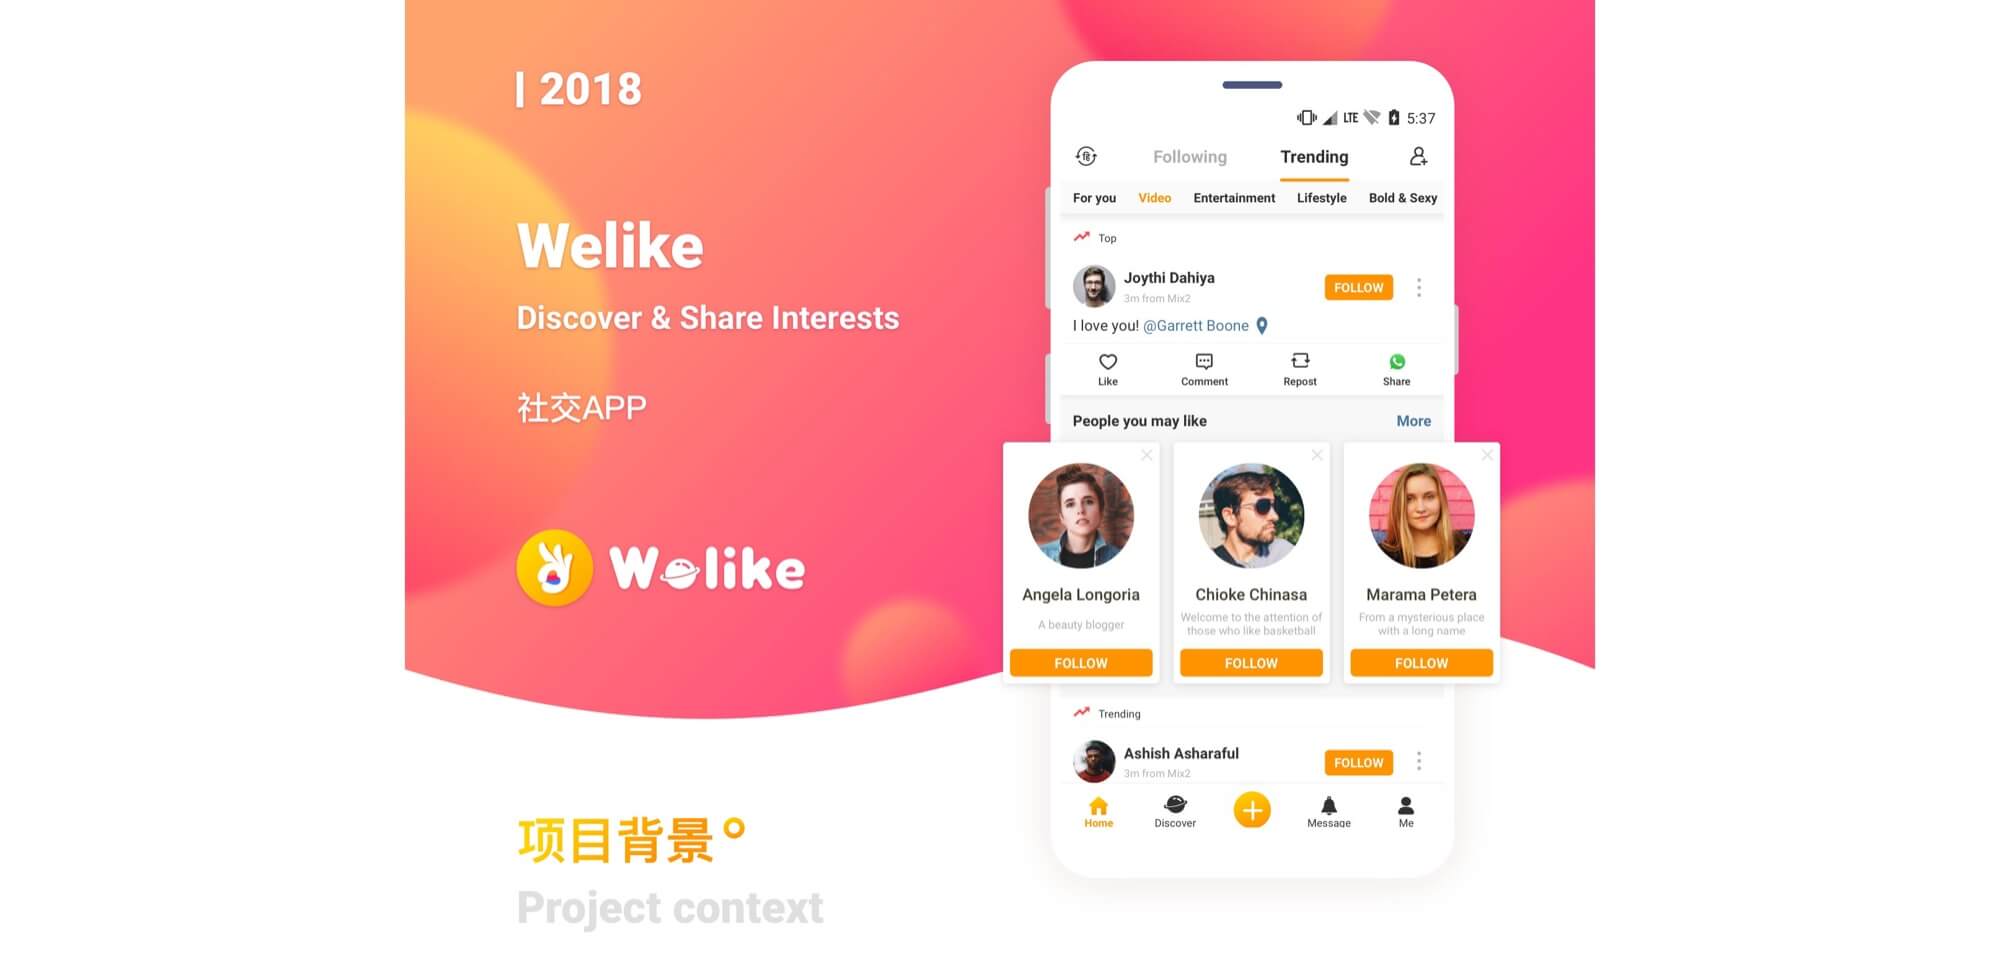 | 2018
Welike
Discover & Share Interests
社交APP
Welike
LTE 5:37
Following Trending
For you Video Entertainment Lifestyle Bold & Sexy
Top
Joythi Dahiya
FOLLOW
3m from Mix2
I love you! @Garrett Boone
Like Comment Repost Share
People you may like More
Angela Longoria
A beauty blogger
FOLLOW
Chioke Chinasa
Welcome to the attention of
those who like basketball
FOLLOW
Marama Petera
From a mysterious place
with a long name
FOLLOW
Trending
Ashish Asharaful
FOLLOW
3m from Mix2
Home Discover Message Me
项目背景
Project context